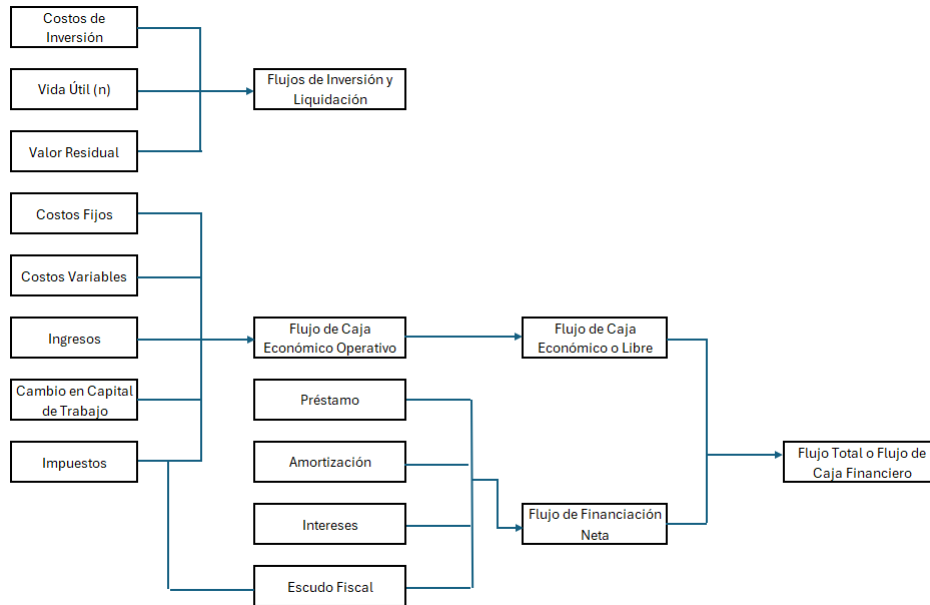 Costos de
Inversión
Vida Útil (n)
Flujos de Inversión y
Liquidación
Valor Residual
Costos Fijos
Costos Variables
Ingresos
Flujo de Caja
Económico Operativo
Flujo de Caja
Económico o Libre
Cambio en Capital
de Trabajo
Préstamo
Impuestos
Amortización
Flujo Total o Flujo de
Caja Financiero
Intereses
Flujo de Financiación
Neta
Escudo Fiscal